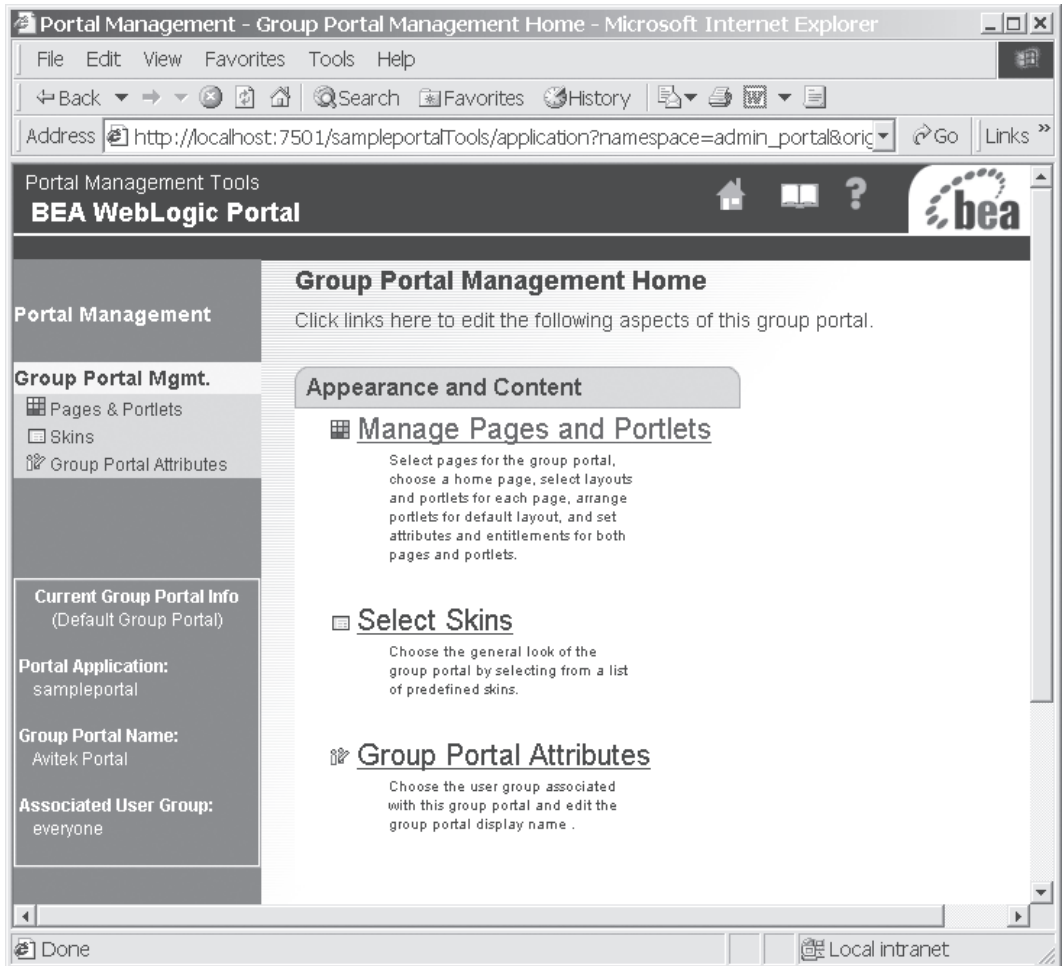 Portal Management - Group Portal Management Home - Microsoft Internet Explorer
File Edit View Favorites Tools Help
Back Search Favorites History
Address http://localhost:7501/sampleportalTools/application?namespace=admin_portal&orig Go Links »
Portal Management Tools
BEA WebLogic Portal
bea
Portal Management
Group Portal Mgmt.
Pages & Portlets
Skins
Group Portal Attributes
Current Group Portal Info
(Default Group Portal)
Portal Application:
sampleportal
Group Portal Name:
Avitek Portal
Associated User Group:
everyone
Group Portal Management Home
Click links here to edit the following aspects of this group portal.
Appearance and Content
Manage Pages and Portlets
Select pages for the group portal,
choose a home page, select layouts
and portlets for each page, arrange
portlets for default layout, and set
attributes and entitlements for both
pages and portlets.
Select Skins
Choose the general look of the
group portal by selecting from a list
of predefined skins.
Group Portal Attributes
Choose the user group associated
with this group portal and edit the
group portal display name .
Done
Local intranet